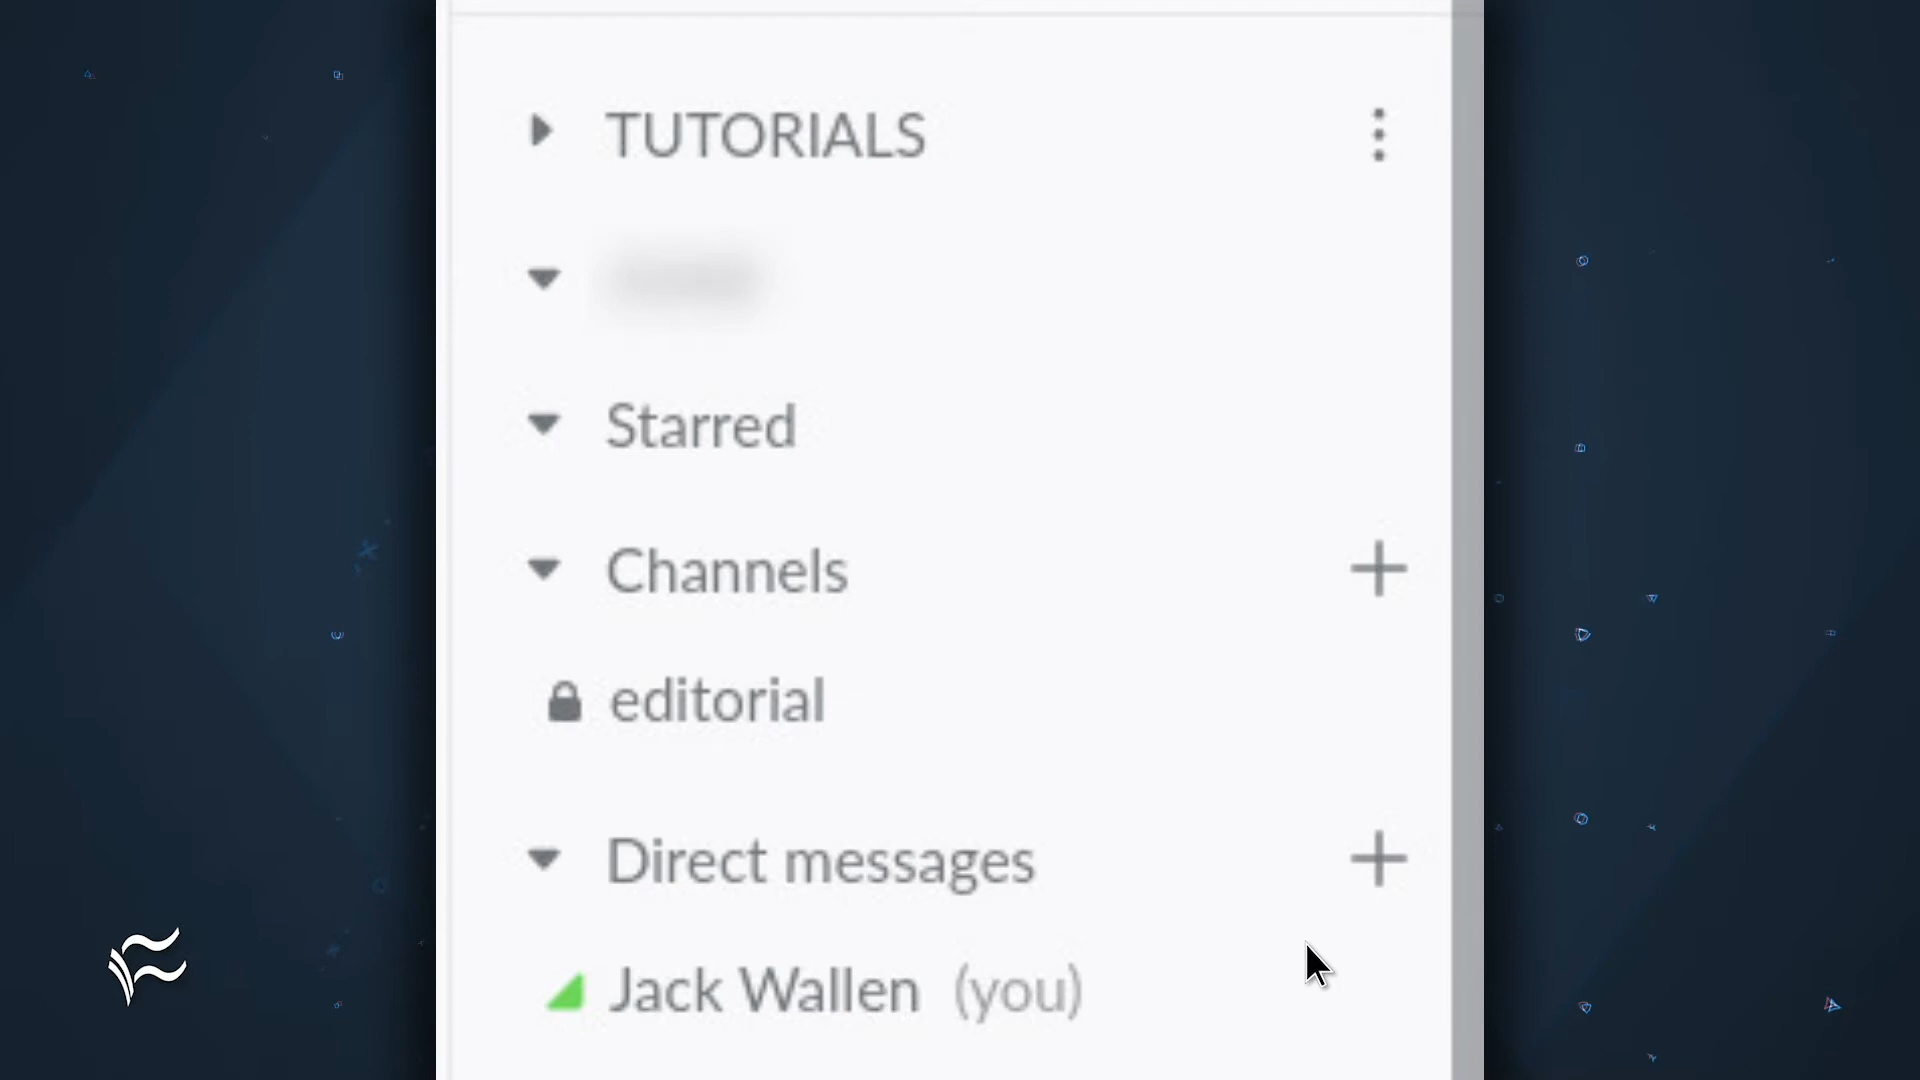 TUTORIALS
Starred
Channels
editorial
Direct messages
Jack Wallen (you)